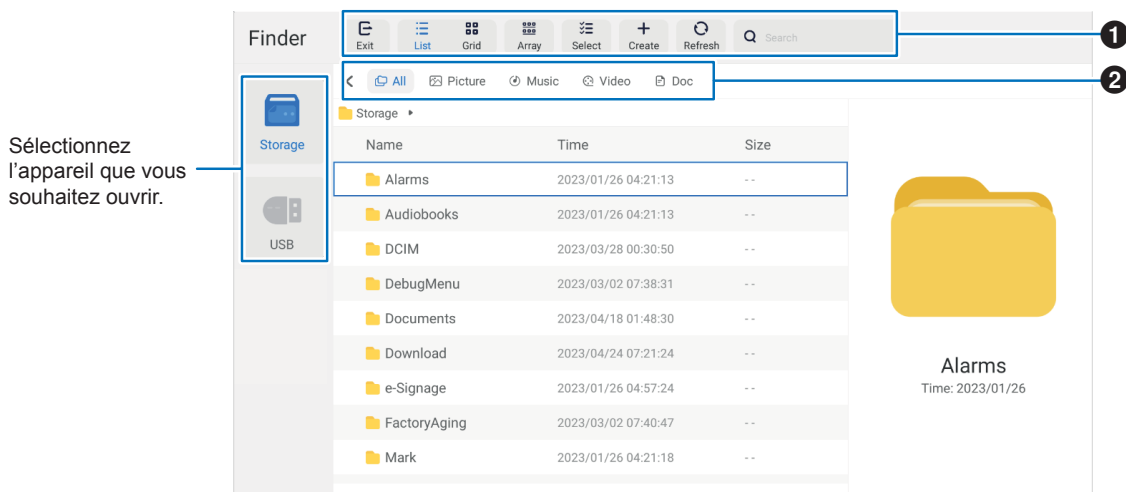 Finder
Exit List Grid Array Select Create Refresh Search
1
All Picture Music Video Doc
2
Sélectionnez
l'appareil que vous
souhaitez ouvrir.
Storage
USB
Storage
Name Time Size
Alarms 2023/01/26 04:21:13 --
Audiobooks 2023/01/26 04:21:13 --
DCIM 2023/03/28 00:30:50 --
DebugMenu 2023/03/02 07:38:31 --
Documents 2023/04/18 01:48:30 --
Download 2023/04/24 07:21:24 --
e-Signage 2023/01/26 04:57:24 --
FactoryAging 2023/03/02 07:40:47 --
Mark 2023/01/26 04:21:18 --
Alarms
Time: 2023/01/26